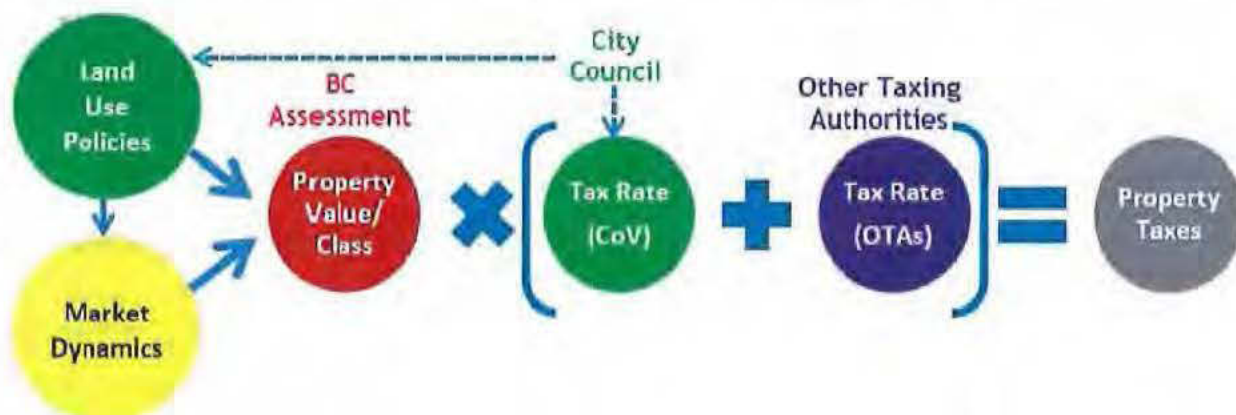 Land
Use
Policies
BC
Assessment
City
Council
Other Taxing
Authorities
Property
Value/
Class
Tax Rate
(CoV)
Tax Rate
(OTAs)
Property
Taxes
Market
Dynamics